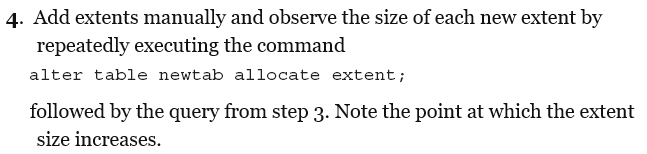 4. Add extents manually and observe the size of each new extent by
repeatedly executing the command
alter table newtab allocate extent;
followed by the query from step 3. Note the point at which the extent
size increases.